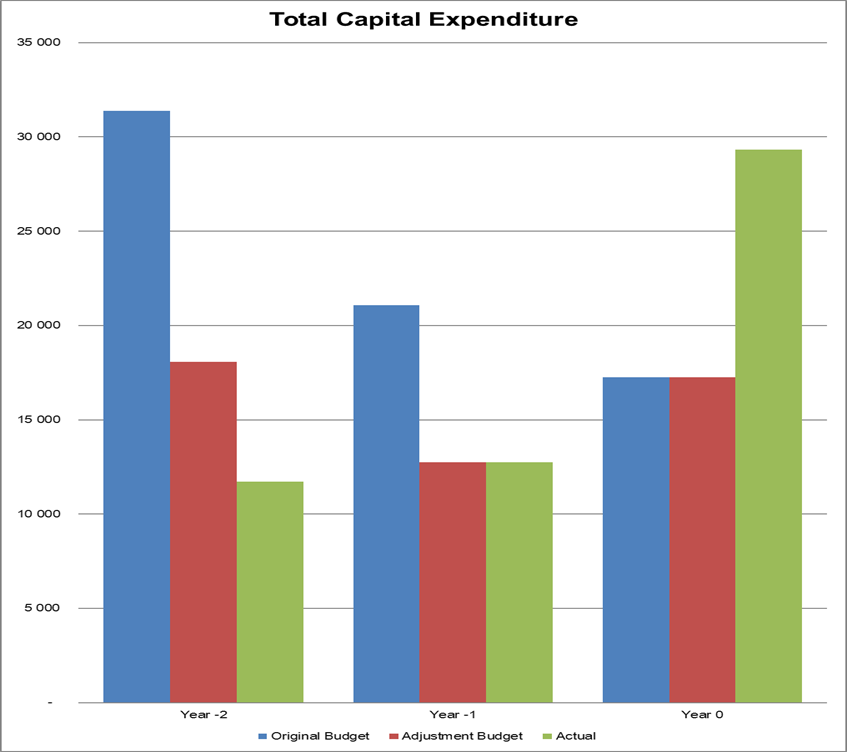 Total Capital Expenditure
35 000
30 000
25 000
20 000
15 000
10 000
5 000
-
Year -2 Year -1 Year 0
Original Budget Adjustment Budget Actual